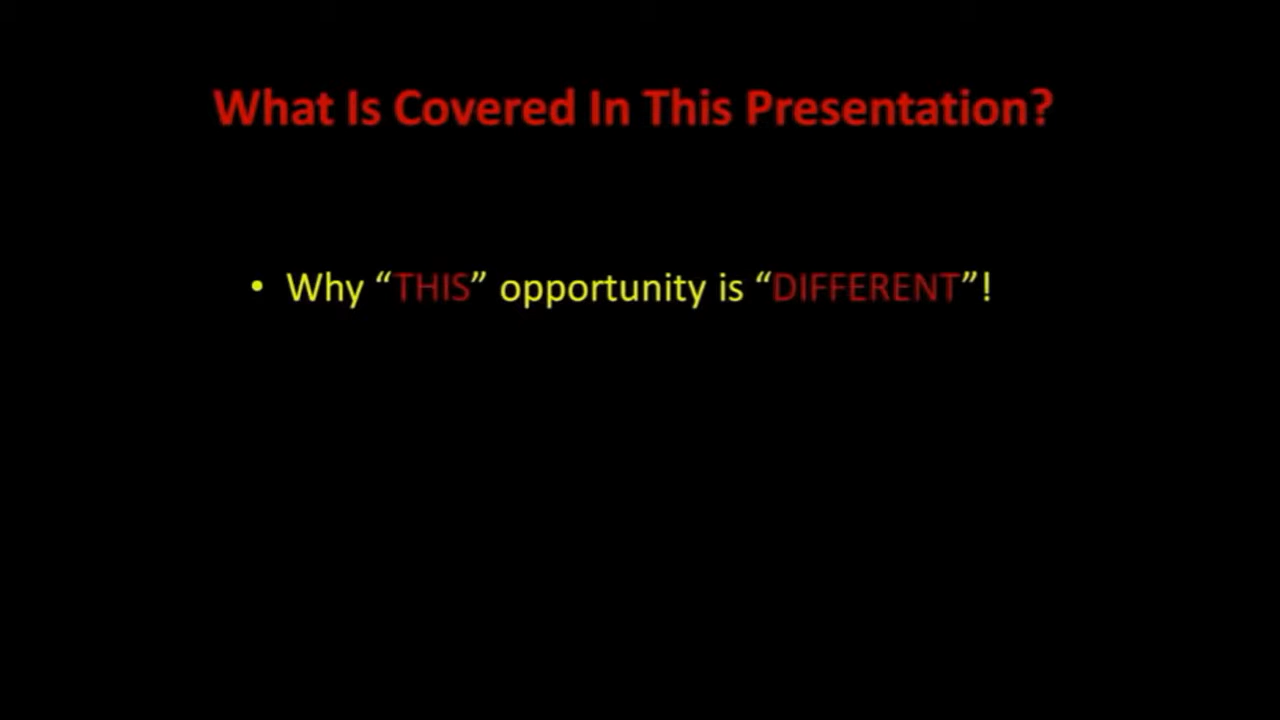 What Is Covered In This Presentation?
• Why “THIS” opportunity is “DIFFERENT”!